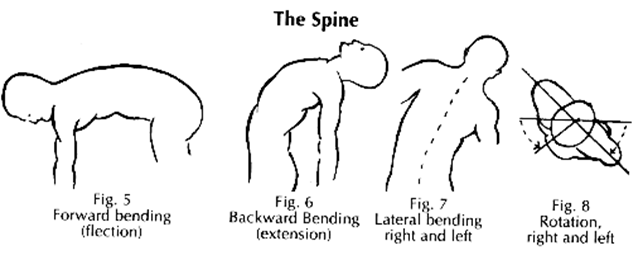 The Spine
Fig. 5
Forward bending
(flection)
Fig. 6
Backward Bending
(extension)
Fig. 7
Lateral bending
right and left
Fig. 8
Rotation,
right and left